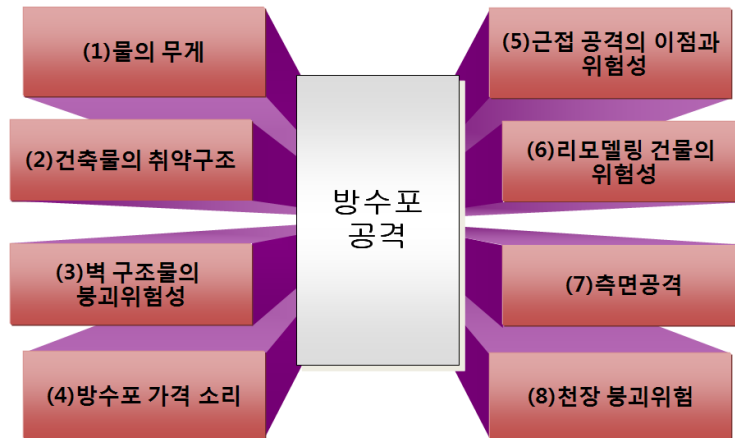 (1)물의 무게
(2)건축물의 취약구조
(3)벽 구조물의
붕괴위험성
(4)방수포 가격 소리
방수포
공격
(5)근접 공격의 이점과
위험성
(6)리모델링 건물의
위험성
(7)측면공격
(8)천장 붕괴위험